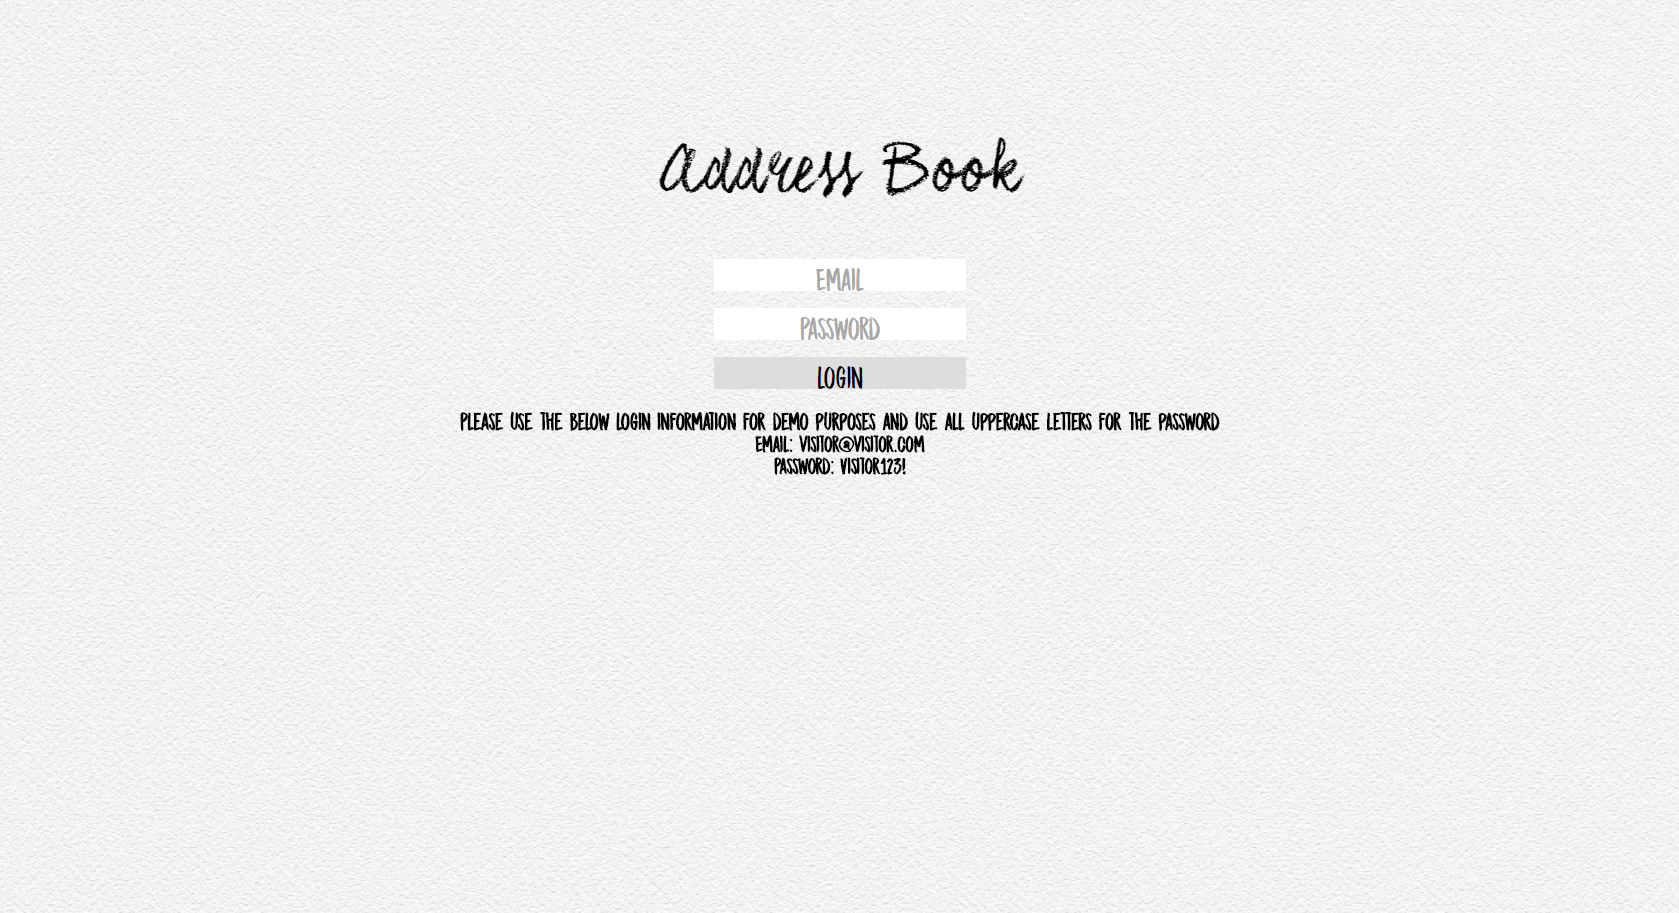 Address Book
EMAIL
PASSWORD
LOGIN
PLEASE USE THE BELOW LOGIN INFORMATION FOR DEMO PURPOSES AND USE ALL UPPERCASE LETTERS FOR THE PASSWORD
EMAIL: VISITOR@VISITOR.COM
PASSWORD: VISITOR123!